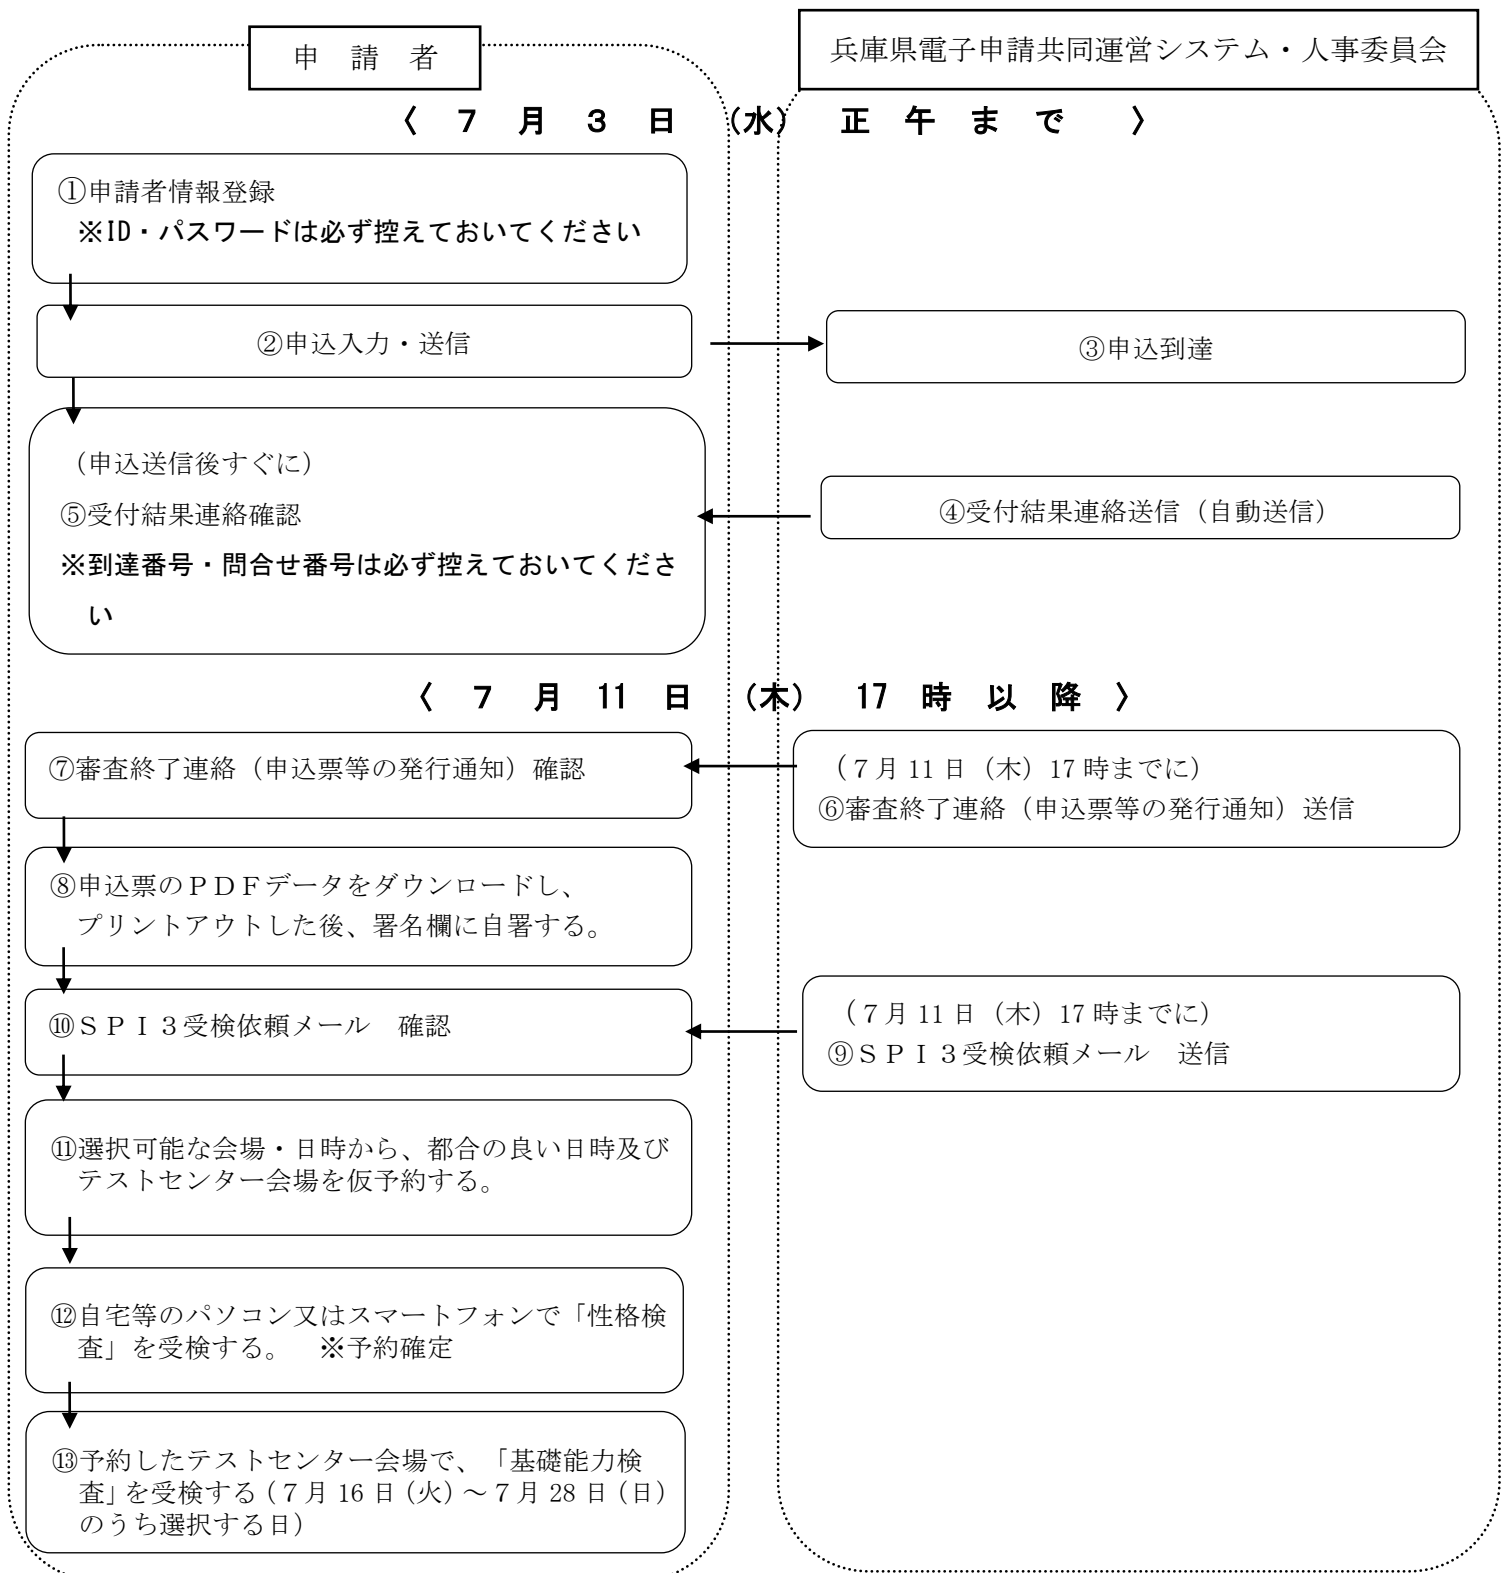 申　請　者
兵庫県電子申請共同運営システム・人事委員会
〈　７　月　３　日　（水）　正　午　ま　で　〉
①申請者情報登録
※ID・パスワードは必ず控えておいてください
②申込入力・送信
③申込到達
（申込送信後すぐに）
④受付結果連絡送信（自動送信）
⑤受付結果連絡確認
※到達番号・問合せ番号は必ず控えておいてくださ
い
〈　７　月　11　日　（木）　17　時　以　降　〉
⑦審査終了連絡（申込票等の発行通知）確認
（７月 11 日（木）17 時までに）
⑥審査終了連絡（申込票等の発行通知）送信
⑧申込票のＰＤＦデータをダウンロードし、
プリントアウトした後、署名欄に自署する。
⑩ＳＰＩ３受検依頼メール　確認
（７月 11 日（木）17 時までに）
⑨ＳＰＩ３受検依頼メール　送信
⑪選択可能な会場・日時から、都合の良い日時及び
テストセンター会場を仮予約する。
⑫自宅等のパソコン又はスマートフォンで「性格検
査」を受検する。　※予約確定
⑬予約したテストセンター会場で、「基礎能力検
査」を受検する（７月 16 日（火）～７月 28 日（日）
のうち選択する日）